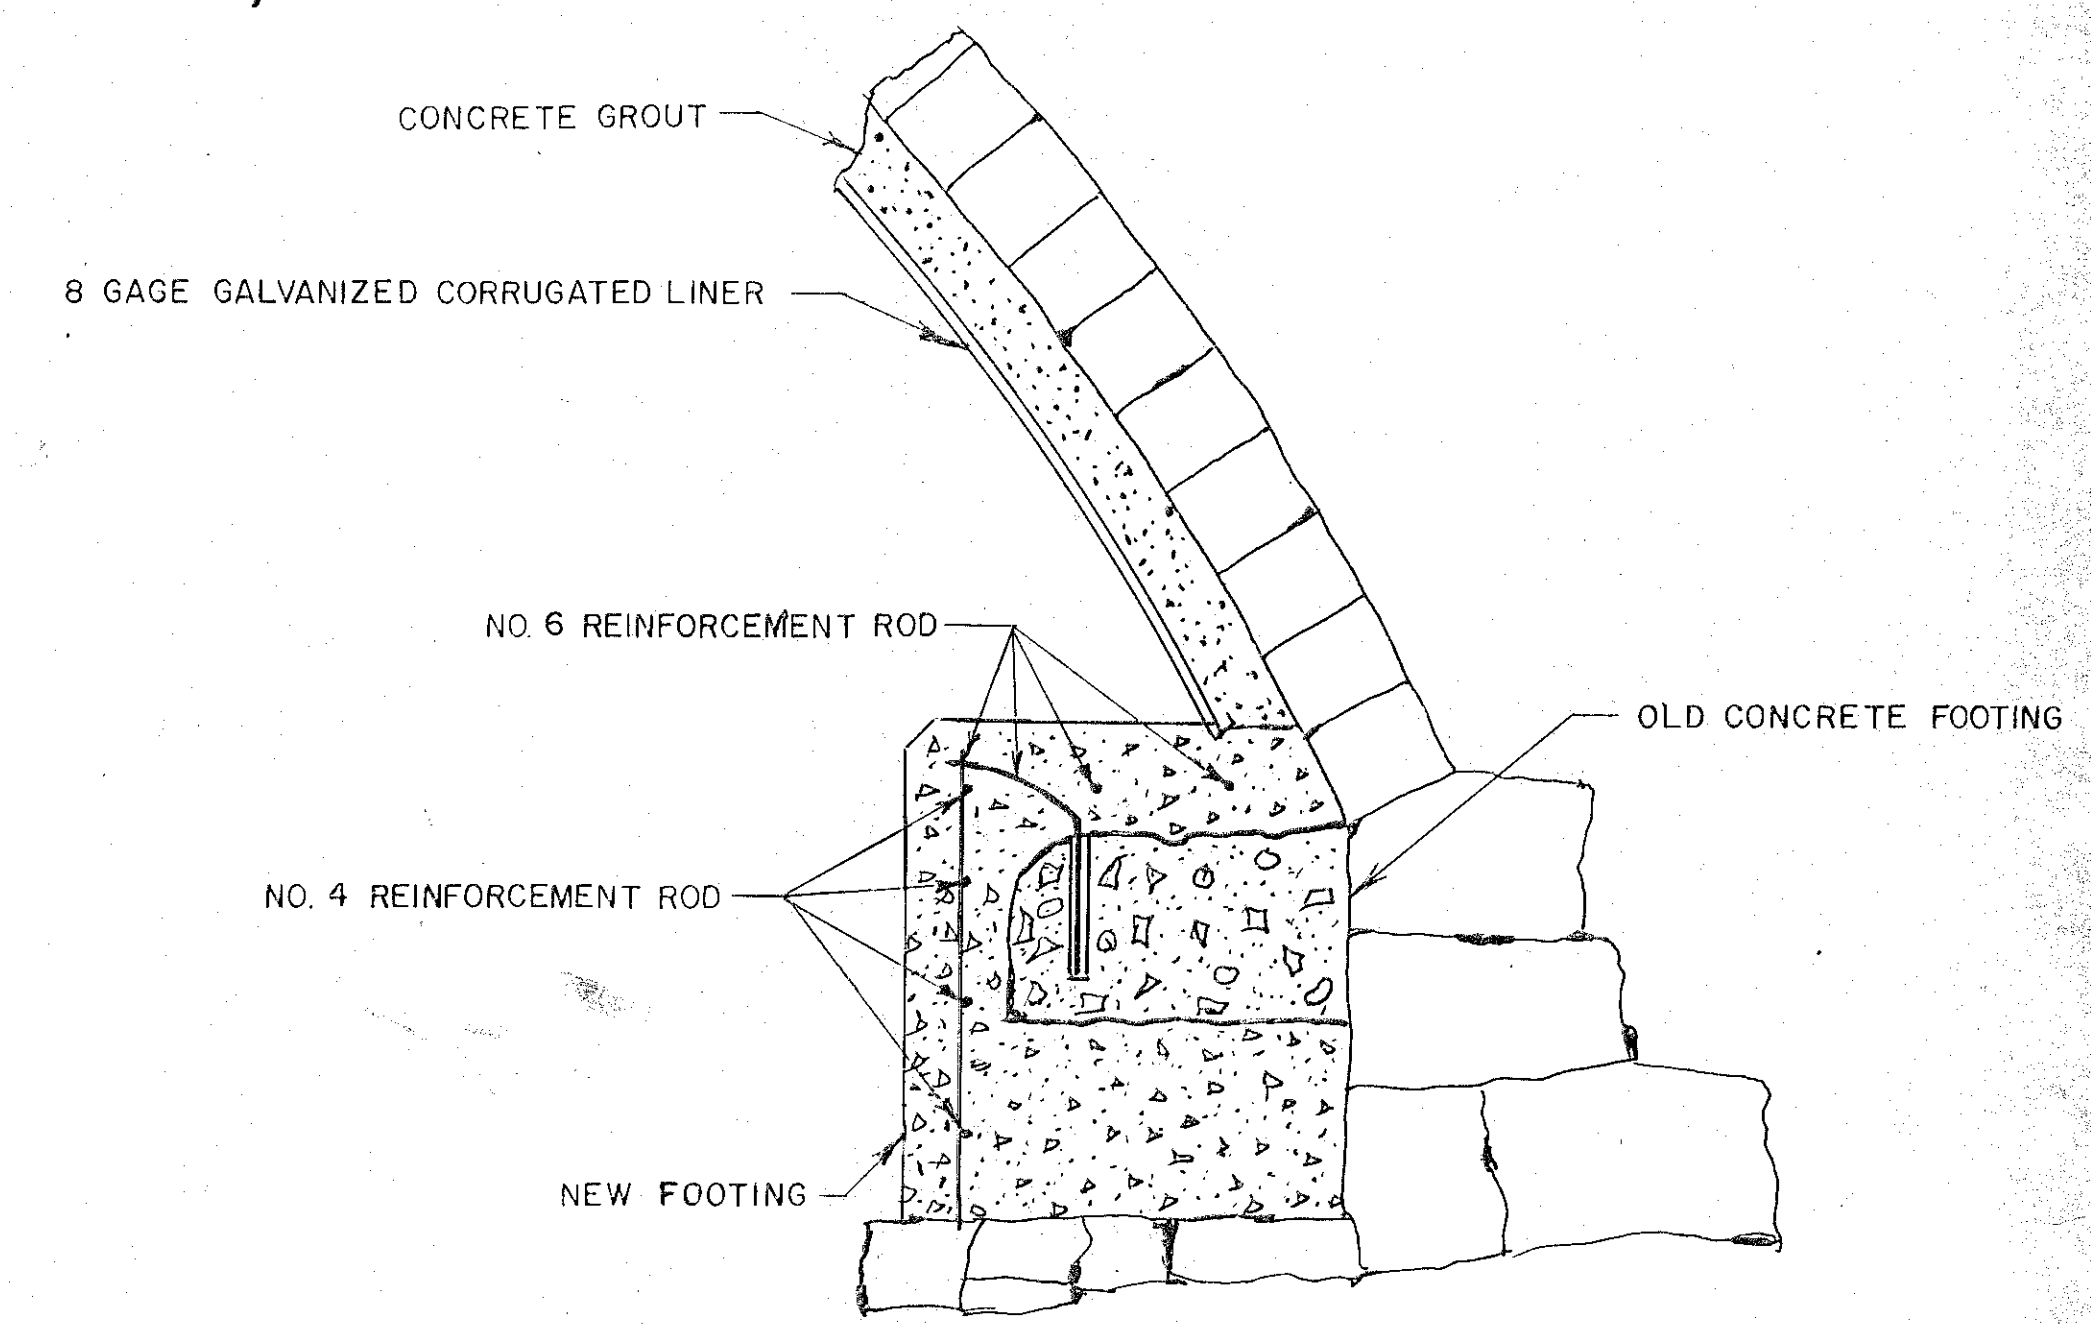 CONCRETE GROUT
8 GAGE GALVANIZED CORRUGATED LINER
NO. 6 REINFORCEMENT ROD
OLD CONCRETE FOOTING
NO. 4 REINFORCEMENT ROD
NEW FOOTING